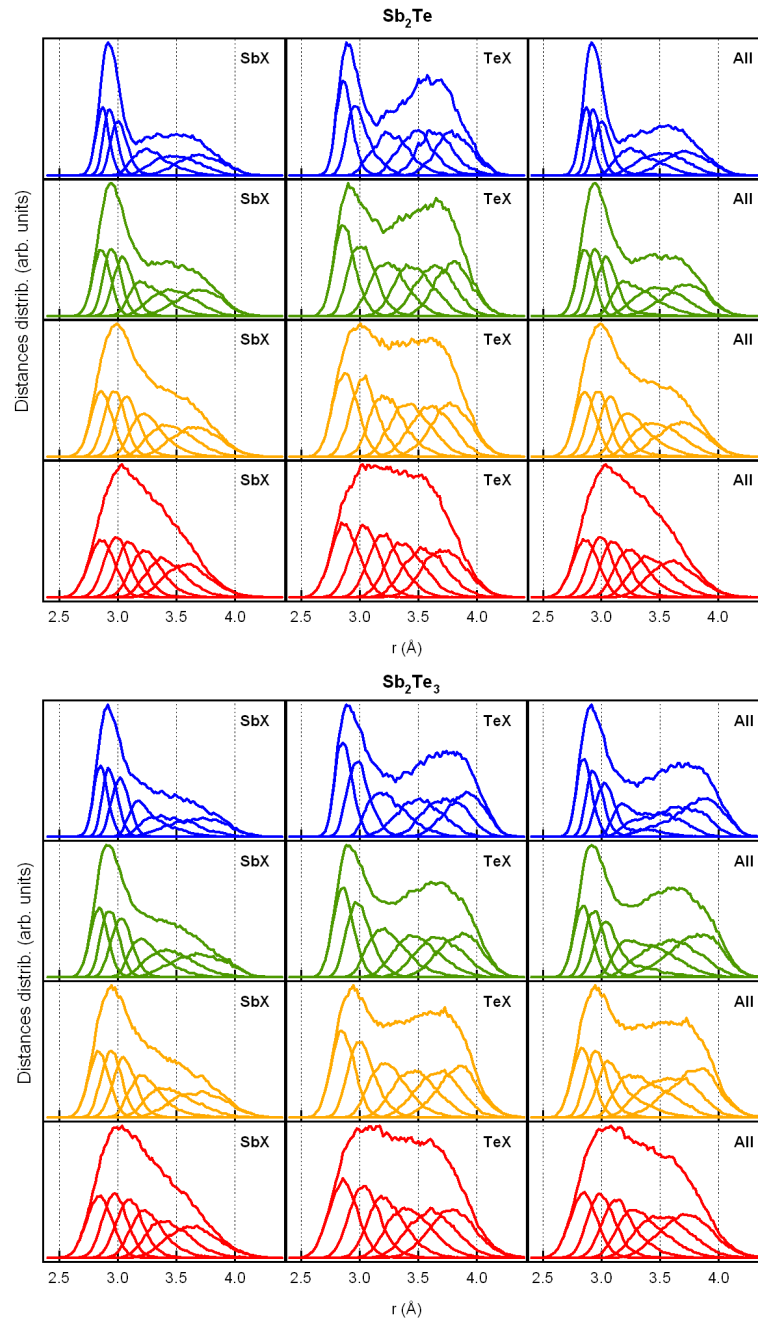 Sb₂Te
SbX TeX All
SbX TeX All
SbX TeX All
SbX TeX All
Distances distrib. (arb. units)
2.5 3.0 3.5 4.0 2.5 3.0 3.5 4.0 2.5 3.0 3.5 4.0
r (Å)
Sb₂Te₃
SbX TeX All
SbX TeX All
SbX TeX All
SbX TeX All
Distances distrib. (arb. units)
2.5 3.0 3.5 4.0 2.5 3.0 3.5 4.0 2.5 3.0 3.5 4.0
r (Å)